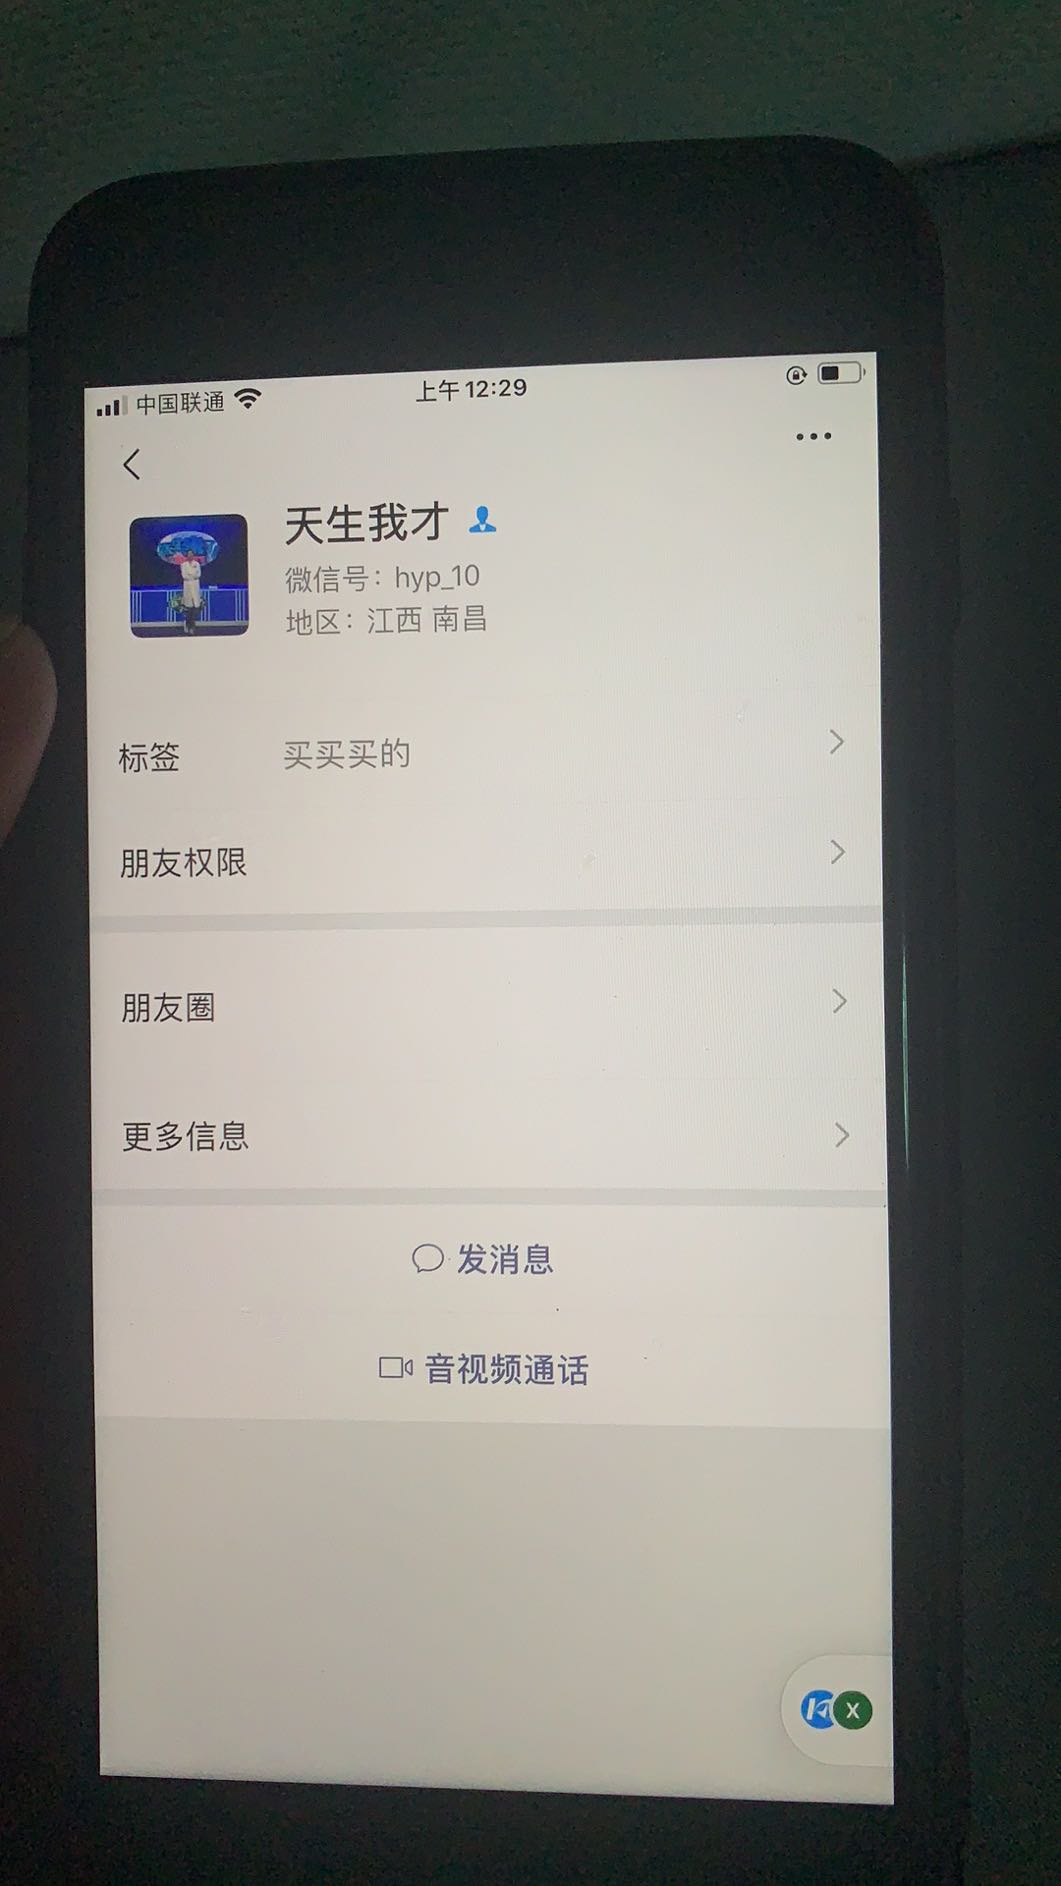 中国联通
上午12:29
天生我才
微信号：hyp_10
地区：江西 南昌
标签
买买买的
朋友权限
朋友圈
更多信息
发消息
音视频通话
X